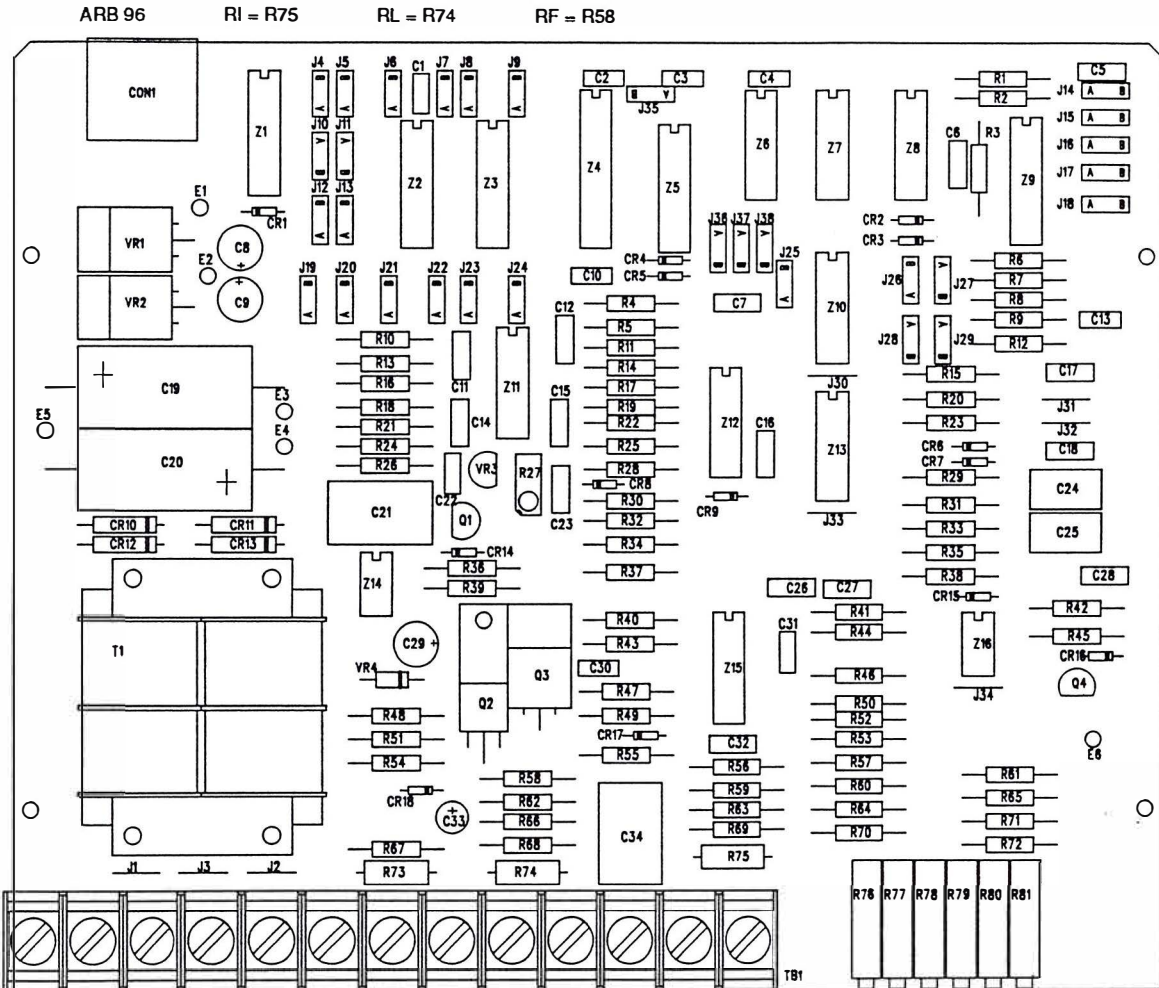 ARB 96 RI = R75 RL = R74 RF = R58
J4 J5 J6 C1 J7 J8 J9 C2 C3 C4 R1 C5
CON1 A A A A A A B A J35 R2 J14 A B
Z1 J10 J11 Z2 Z3 Z4 Z5 Z6 Z7 Z8 C6 R3 Z9 J15 A B
A A J16 A B
J12 J13 J17 A B
E1 A A J18 A B
CR1 J36 J37 J38 CR2
VR1 C8 + A A A J25 CR3
E2 CR4 R6
J19 J20 J21 J22 J23 J24 C10 CR5 A Z10 J26 J27 R7
VR2 + C9 A A A A A A R4 C7 A A R8
C12 R5 J28 J29 R9 C13
R10 C11 Z11 R11 A A R12
R13 R14 Z12 J30 R15 C17
+ C19 R16 R17
E3 R18 C14 C15 R19 C16 Z13 R20 J31
E5 E4 R21 R22 R23 J32
C20 R24 VR3 R27 R25 CR6 C18
+ R26 R28 CR7
C22 CR8 CR9 R29 C24
CR10 CR11 C21 Q1 C23 R30 J33 R31
CR12 CR13 R32 R33 C25
CR14 R34 R35
Z14 R36 R37 R38 C28
R39 C26 C27 CR15
R40 C31 R41 R42
T1 C29 + Q3 R43 Z15 R44 Z16 R45
VR4 C30 R46 J34 CR16
Q2 R47 Q4
R48 R49 R50
R51 CR17 C32 R52
R54 R55 R56 R53 E6
R58 R57 R61
CR18 R62 R59 R60 R65
+ C33 R66 C34 R63 R64 R71
R67 R68 R69 R70 R72
J1 J3 J2 R73 R74 R75
R76 R77 R78 R79 R80 R81
TB1